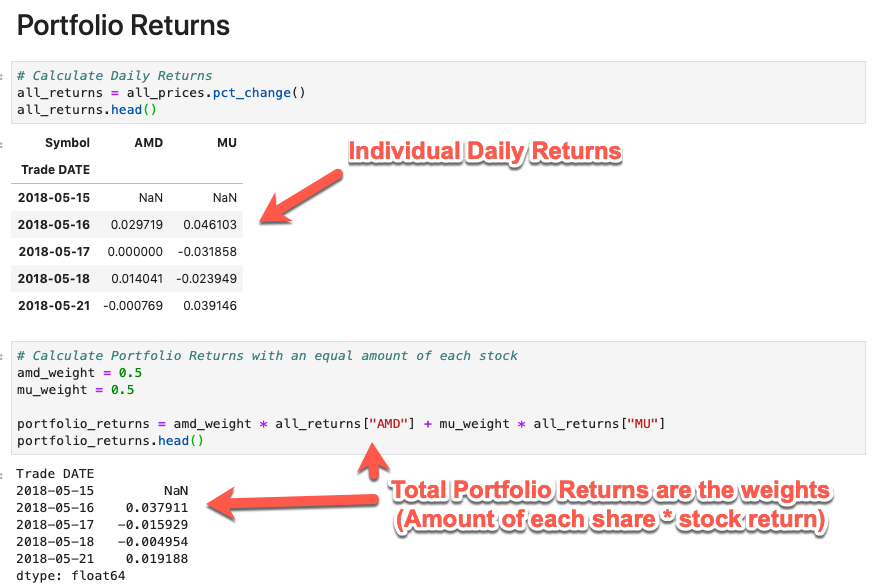 Portfolio Returns
# Calculate Daily Returns
all_returns = all_prices.pct_change()
all_returns.head()
Symbol AMD MU
Trade DATE
2018-05-15 NaN NaN
2018-05-16 0.029719 0.046103
2018-05-17 0.000000 -0.031858
2018-05-18 0.014041 -0.023949
2018-05-21 -0.000769 0.039146
Individual Daily Returns
# Calculate Portfolio Returns with an equal amount of each stock
amd_weight = 0.5
mu_weight = 0.5
portfolio_returns = amd_weight * all_returns["AMD"] + mu_weight * all_returns["MU"]
portfolio_returns.head()
Trade DATE
2018-05-15 NaN
2018-05-16 0.037911
2018-05-17 -0.015929
2018-05-18 -0.004954
2018-05-21 0.019188
dtype: float64
Total Portfolio Returns are the weights
(Amount of each share * stock return)